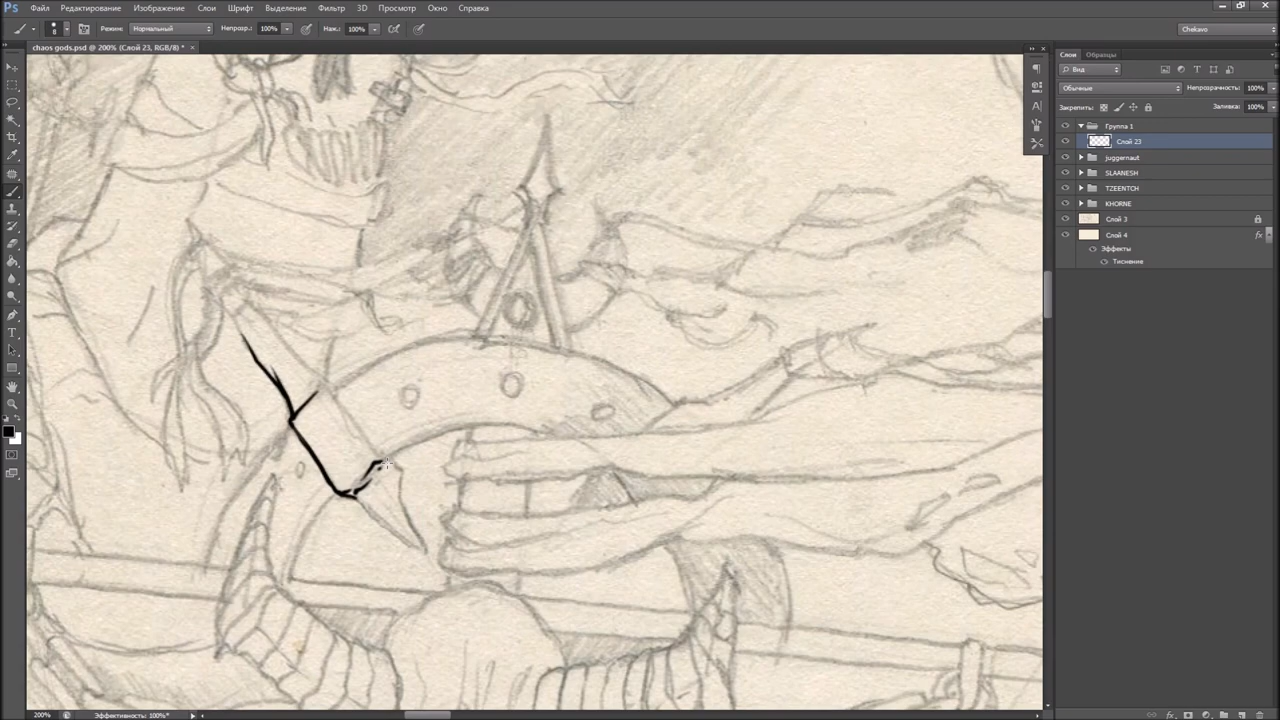 Ps Файл Редактирование Изображение Слои Шрифт Выделение Фильтр 3D Просмотр Окно Справка
8 Режим: Нормальный Непрозр.: 100% Наж.: 100% Chekavo
chaos gods.psd @ 200% (Слой 23, RGB/8) * ×
Слои Образцы
Вид
Обычные Непрозрачность: 100%
Закрепить: Заливка: 100%
Группа 1
Слой 23
juggernaut
SLAANESH
TZEENTCH
KHORNE
Слой 3
Слой 4 fx
Эффекты
Тиснение
200% Эффективность: 100%*